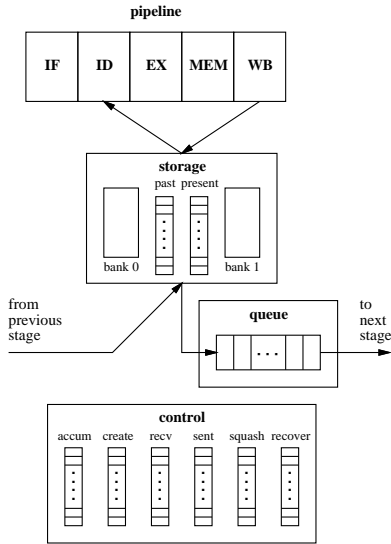 pipeline
IF ID EX MEM WB
storage
past present
bank 0 bank 1
from
previous
stage
queue
to
next
stage
control
accum create recv sent squash recover